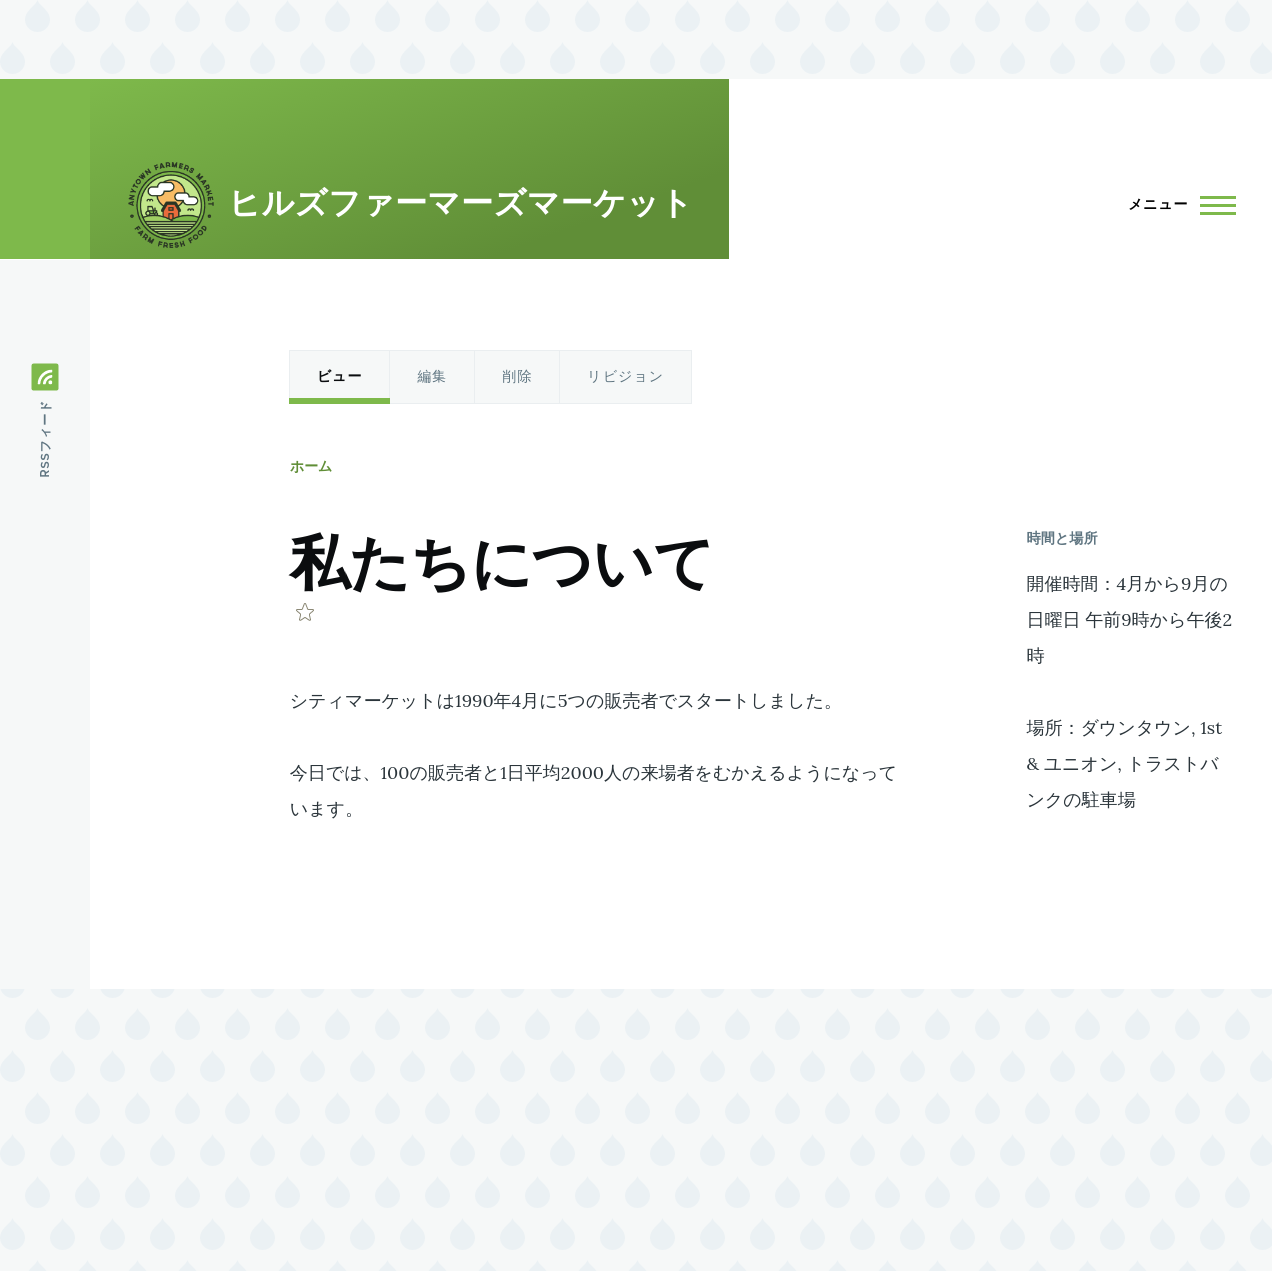 ANYTOWN FARMERS MARKET
FARM FRESH FOOD
ヒルズファーマーズマーケット
メニュー
RSSフィード
ビュー
編集
削除
リビジョン
ホーム
私たちについて
シティマーケットは1990年4月に5つの販売者でスタートしました。
今日では、100の販売者と1日平均2000人の来場者をむかえるようになって
います。
時間と場所
開催時間：4月から9月の
日曜日 午前9時から午後2
時
場所：ダウンタウン, 1st
& ユニオン, トラストバ
ンクの駐車場